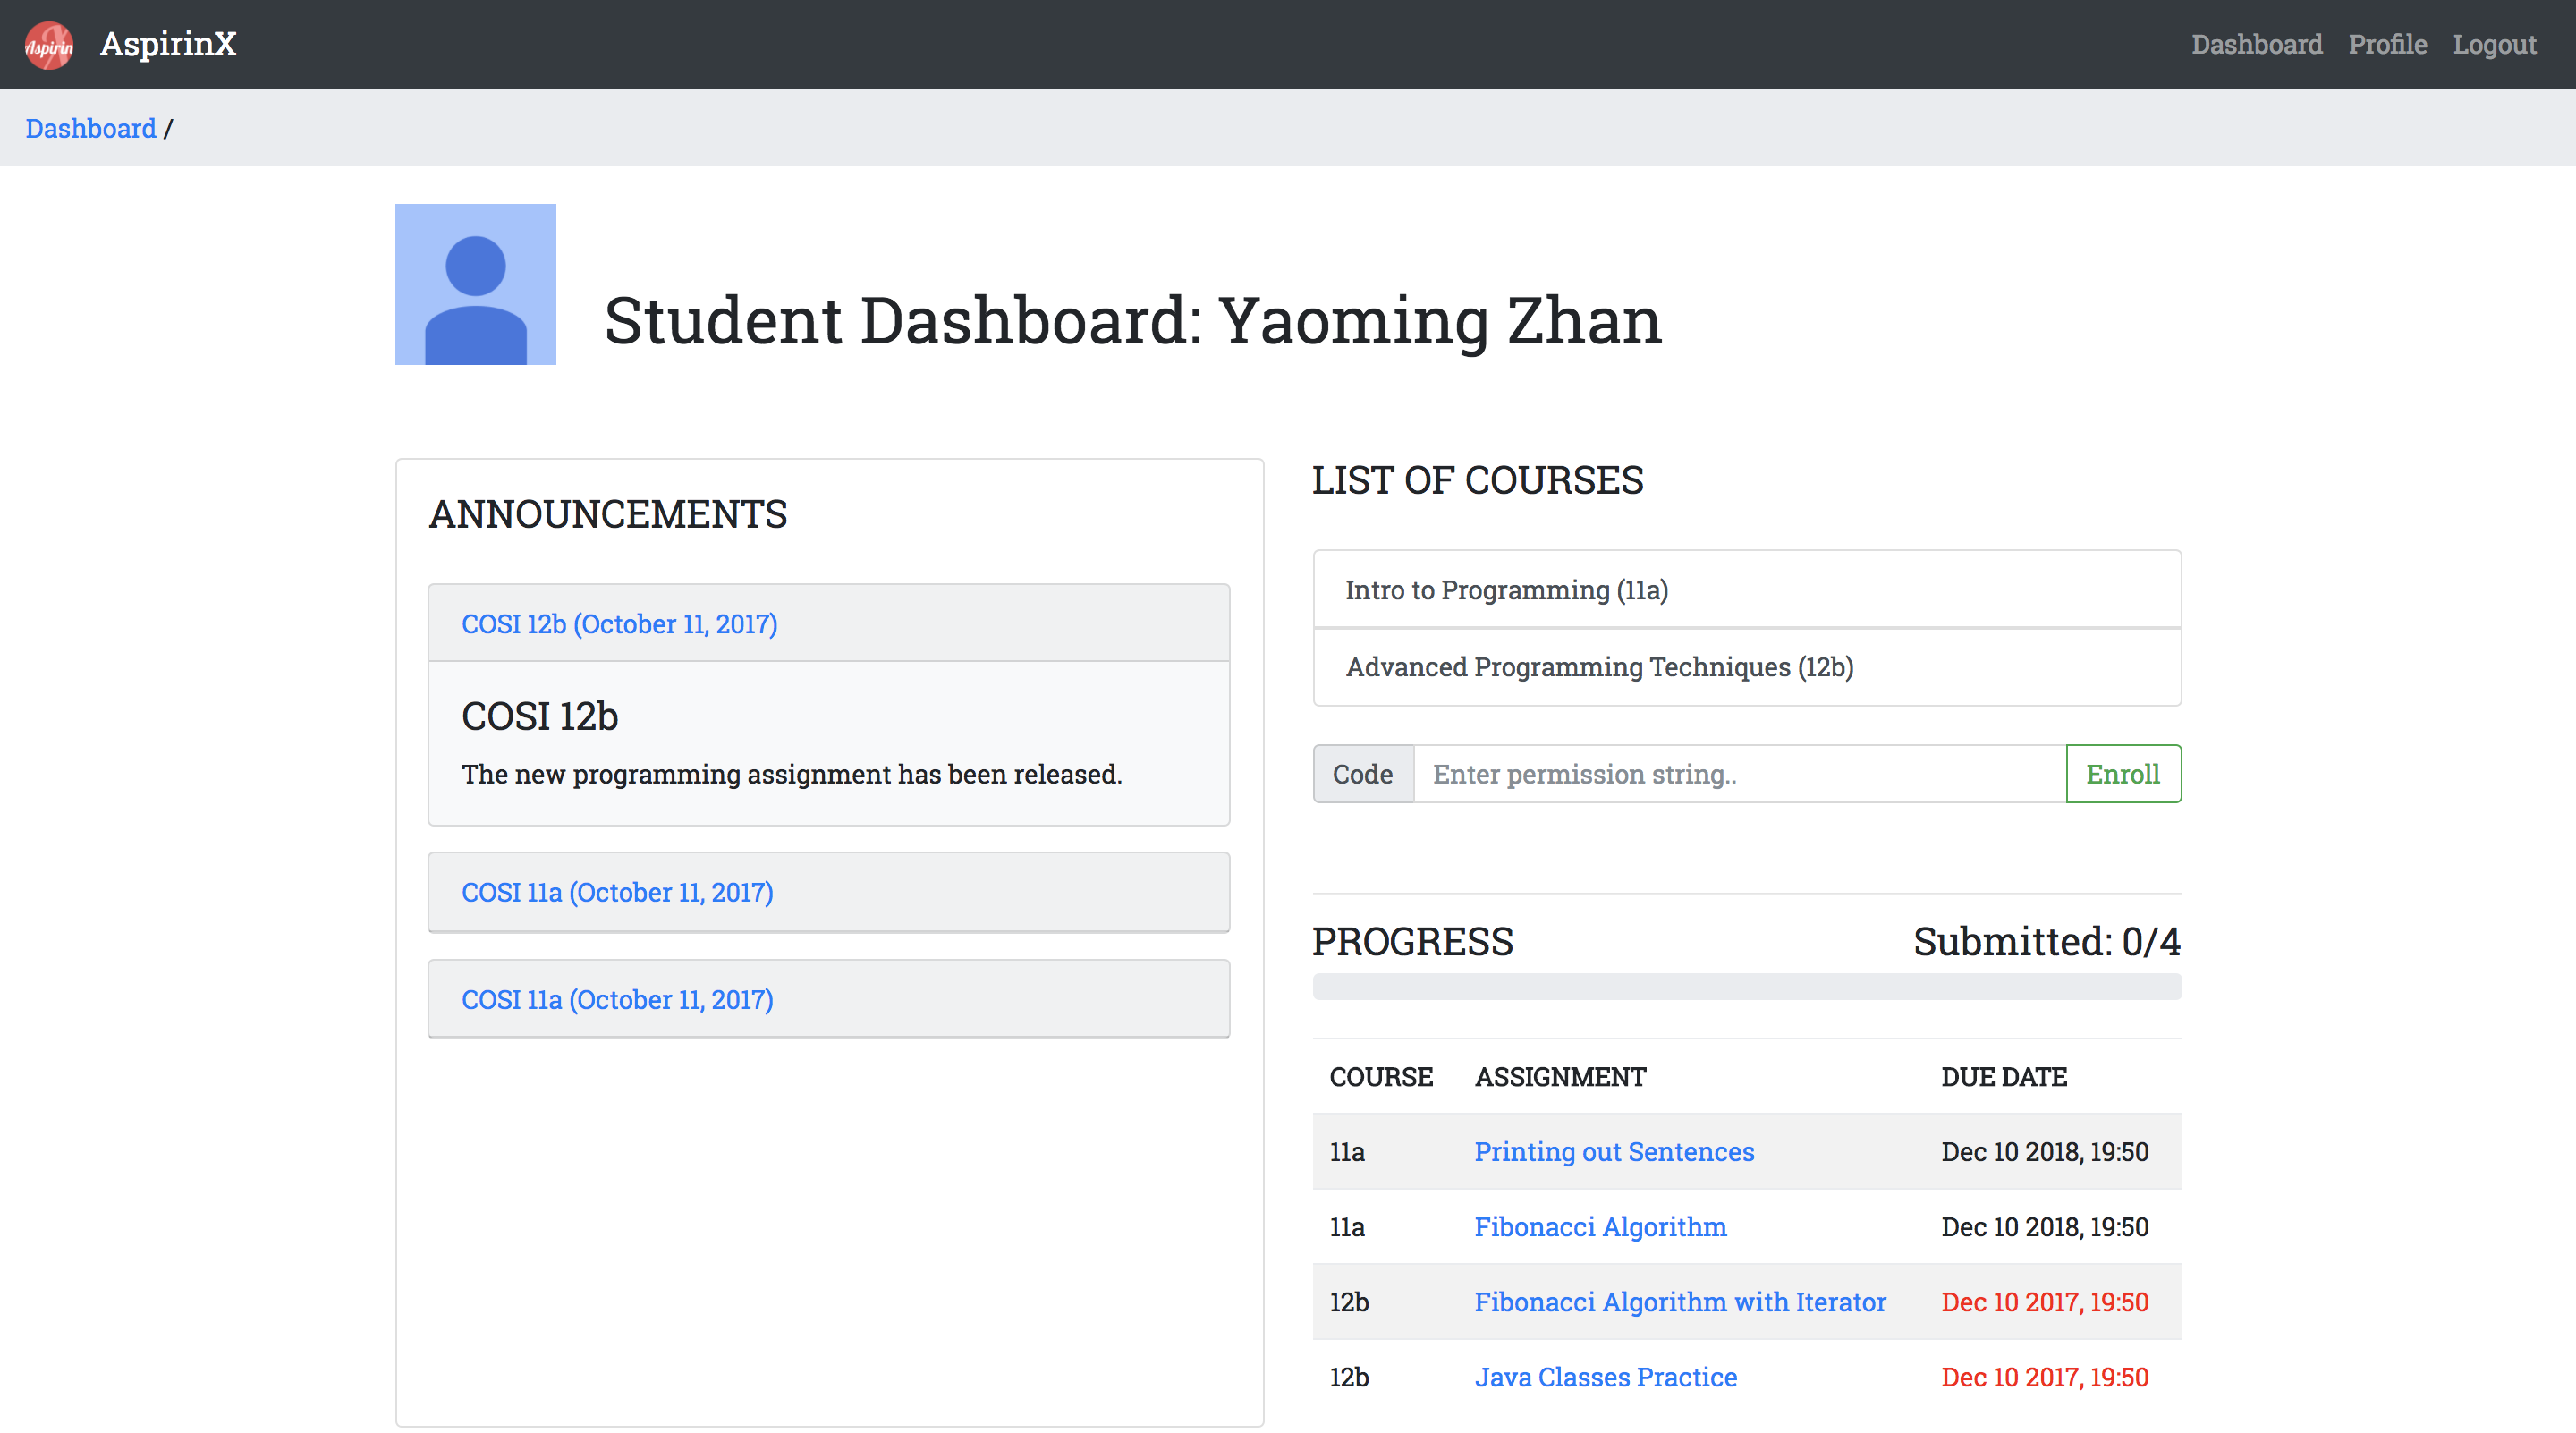 Aspirin X
AspirinX
Dashboard Profile Logout
Dashboard /
Student Dashboard: Yaoming Zhan
ANNOUNCEMENTS
COSI 12b (October 11, 2017)
COSI 12b
The new programming assignment has been released.
COSI 11a (October 11, 2017)
COSI 11a (October 11, 2017)
LIST OF COURSES
Intro to Programming (11a)
Advanced Programming Techniques (12b)
Code Enter permission string.. Enroll
PROGRESS Submitted: 0/4
COURSE ASSIGNMENT DUE DATE
11a Printing out Sentences Dec 10 2018, 19:50
11a Fibonacci Algorithm Dec 10 2018, 19:50
12b Fibonacci Algorithm with Iterator Dec 10 2017, 19:50
12b Java Classes Practice Dec 10 2017, 19:50